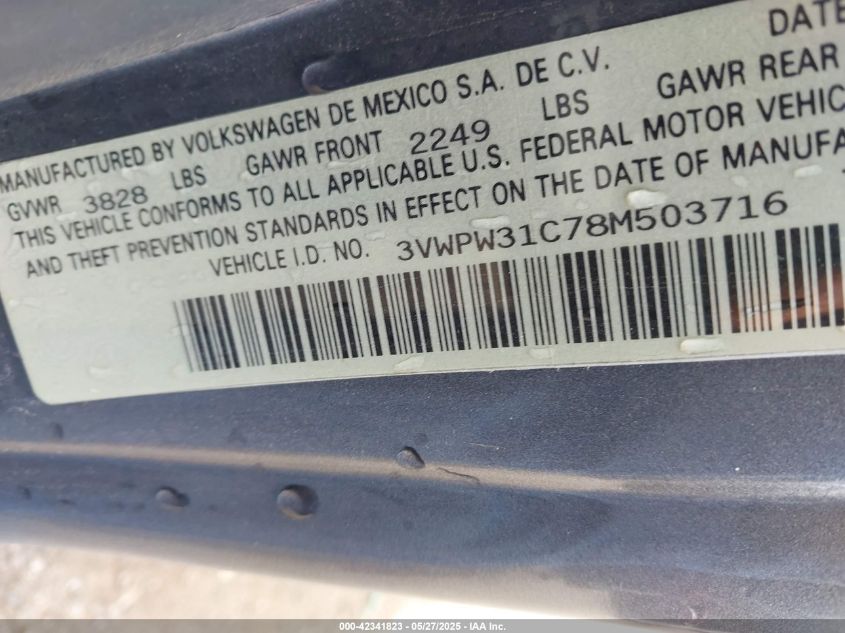 DATE
MANUFACTURED BY VOLKSWAGEN DE MEXICO S.A. DE C.V.
GVWR 3828 LBS GAWR FRONT 2249 LBS GAWR REAR
THIS VEHICLE CONFORMS TO ALL APPLICABLE U.S. FEDERAL MOTOR VEHIC
AND THEFT PREVENTION STANDARDS IN EFFECT ON THE DATE OF MANUFA
VEHICLE I.D. NO. 3VWPW31C78M503716
000-42341823 - 05/27/2025 - IAA Inc.